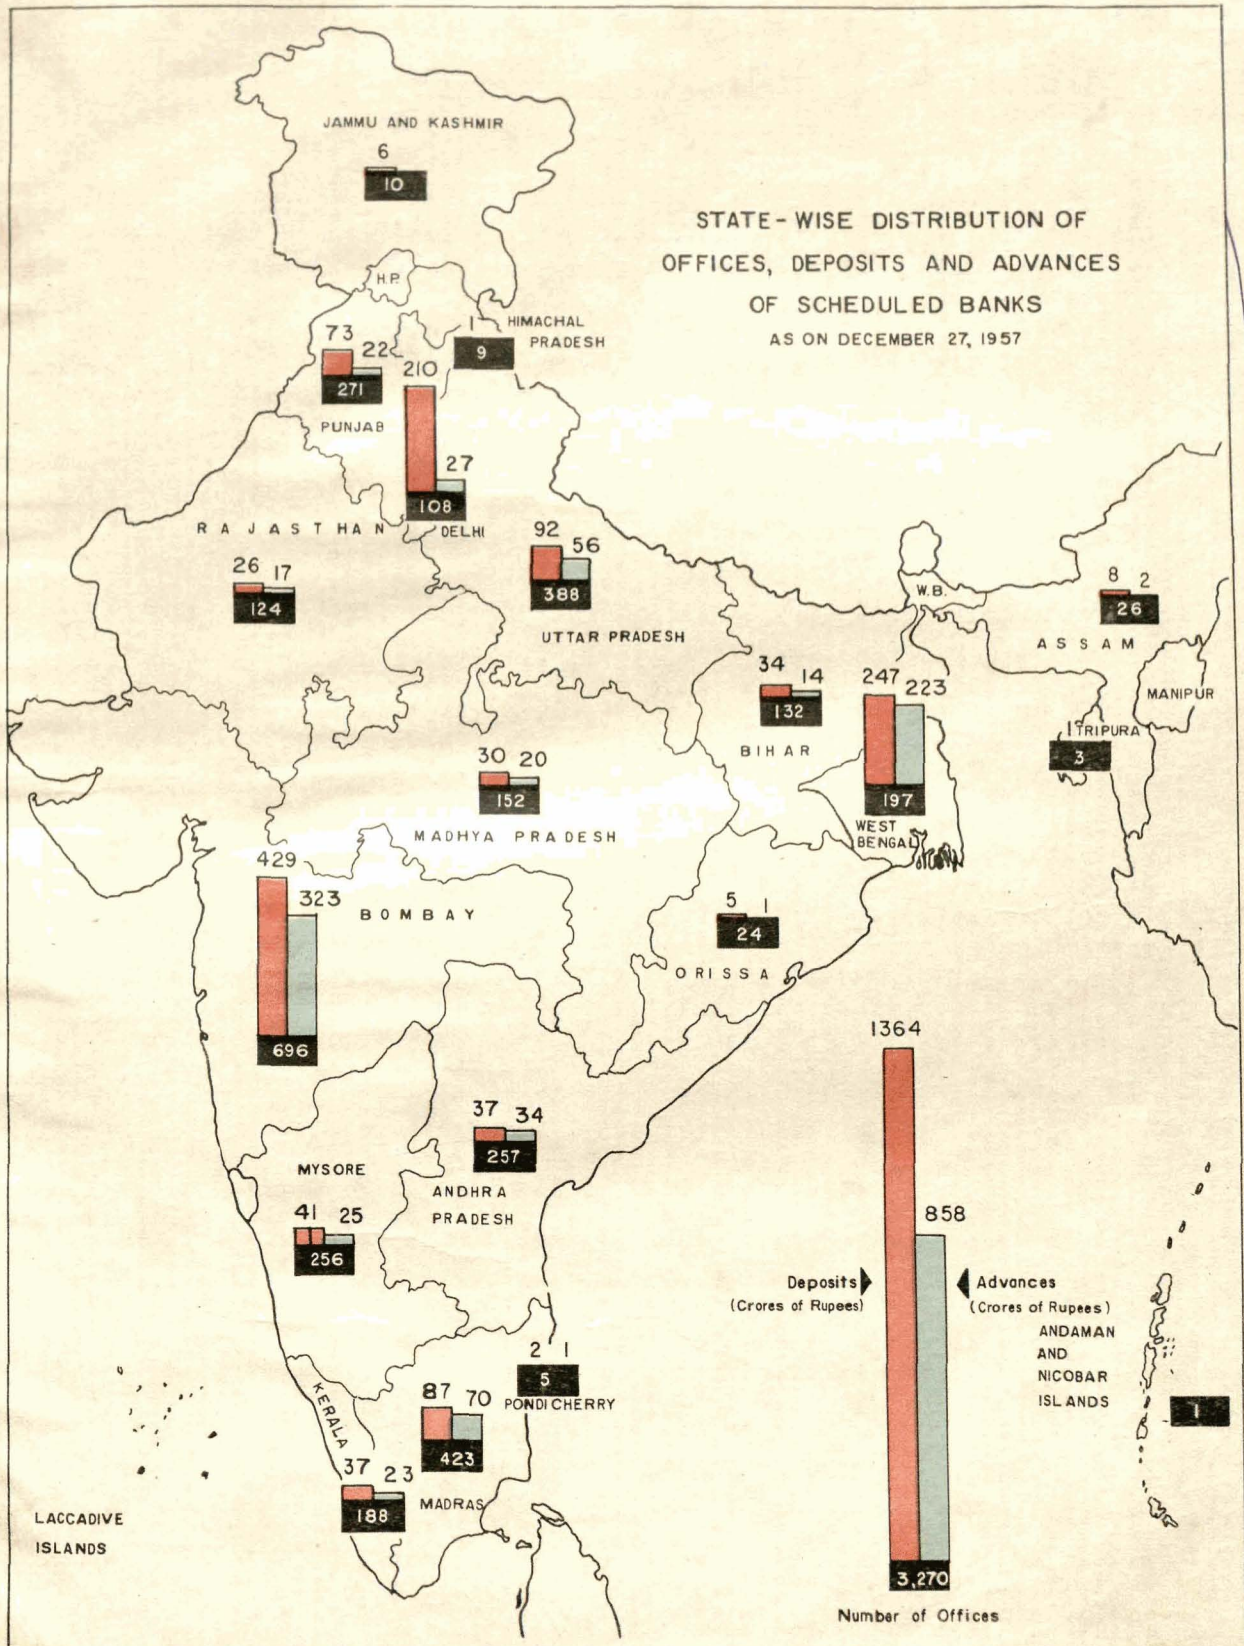 STATE-WISE DISTRIBUTION OF
OFFICES, DEPOSITS AND ADVANCES
OF SCHEDULED BANKS
AS ON DECEMBER 27, 1957
JAMMU AND KASHMIR
6
10
H.P.
1
HIMACHAL
PRADESH
9
73
22
271
PUNJAB
210
27
108
DELHI
RAJASTHAN
26 17
124
92
56
388
UTTAR PRADESH
W.B.
8 2
26
ASSAM
MANIPUR
1
TRIPURA
3
34
14
132
BIHAR
247
223
197
WEST
BENGAL
30 20
152
MADHYA PRADESH
429
323
696
BOMBAY
5 1
24
ORISSA
37 34
257
ANDHRA
PRADESH
MYSORE
41 25
256
2 1
5
PONDICHERRY
87
70
423
MADRAS
KERALA
37
23
188
LACCADIVE
ISLANDS
1364
858
Deposits
(Crores of Rupees)
Advances
(Crores of Rupees)
3,270
Number of Offices
ANDAMAN
AND
NICOBAR
ISLANDS
1